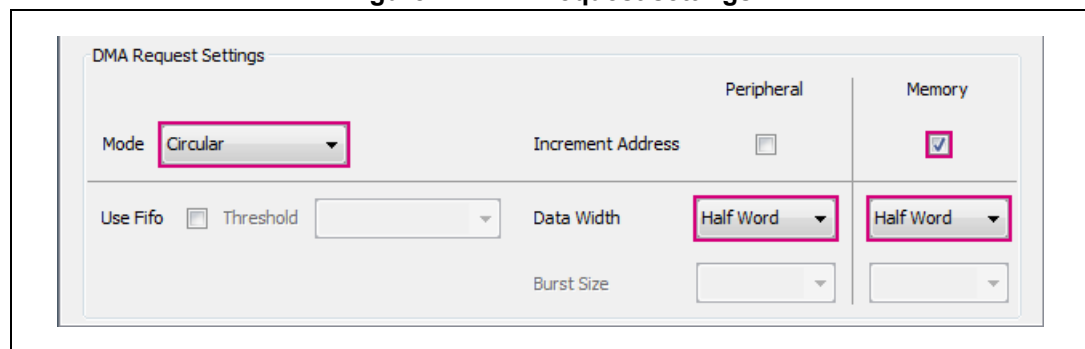 DMA Request Settings
Peripheral Memory
Mode Circular Increment Address
Use Fifo Threshold Data Width Half Word Half Word
Burst Size